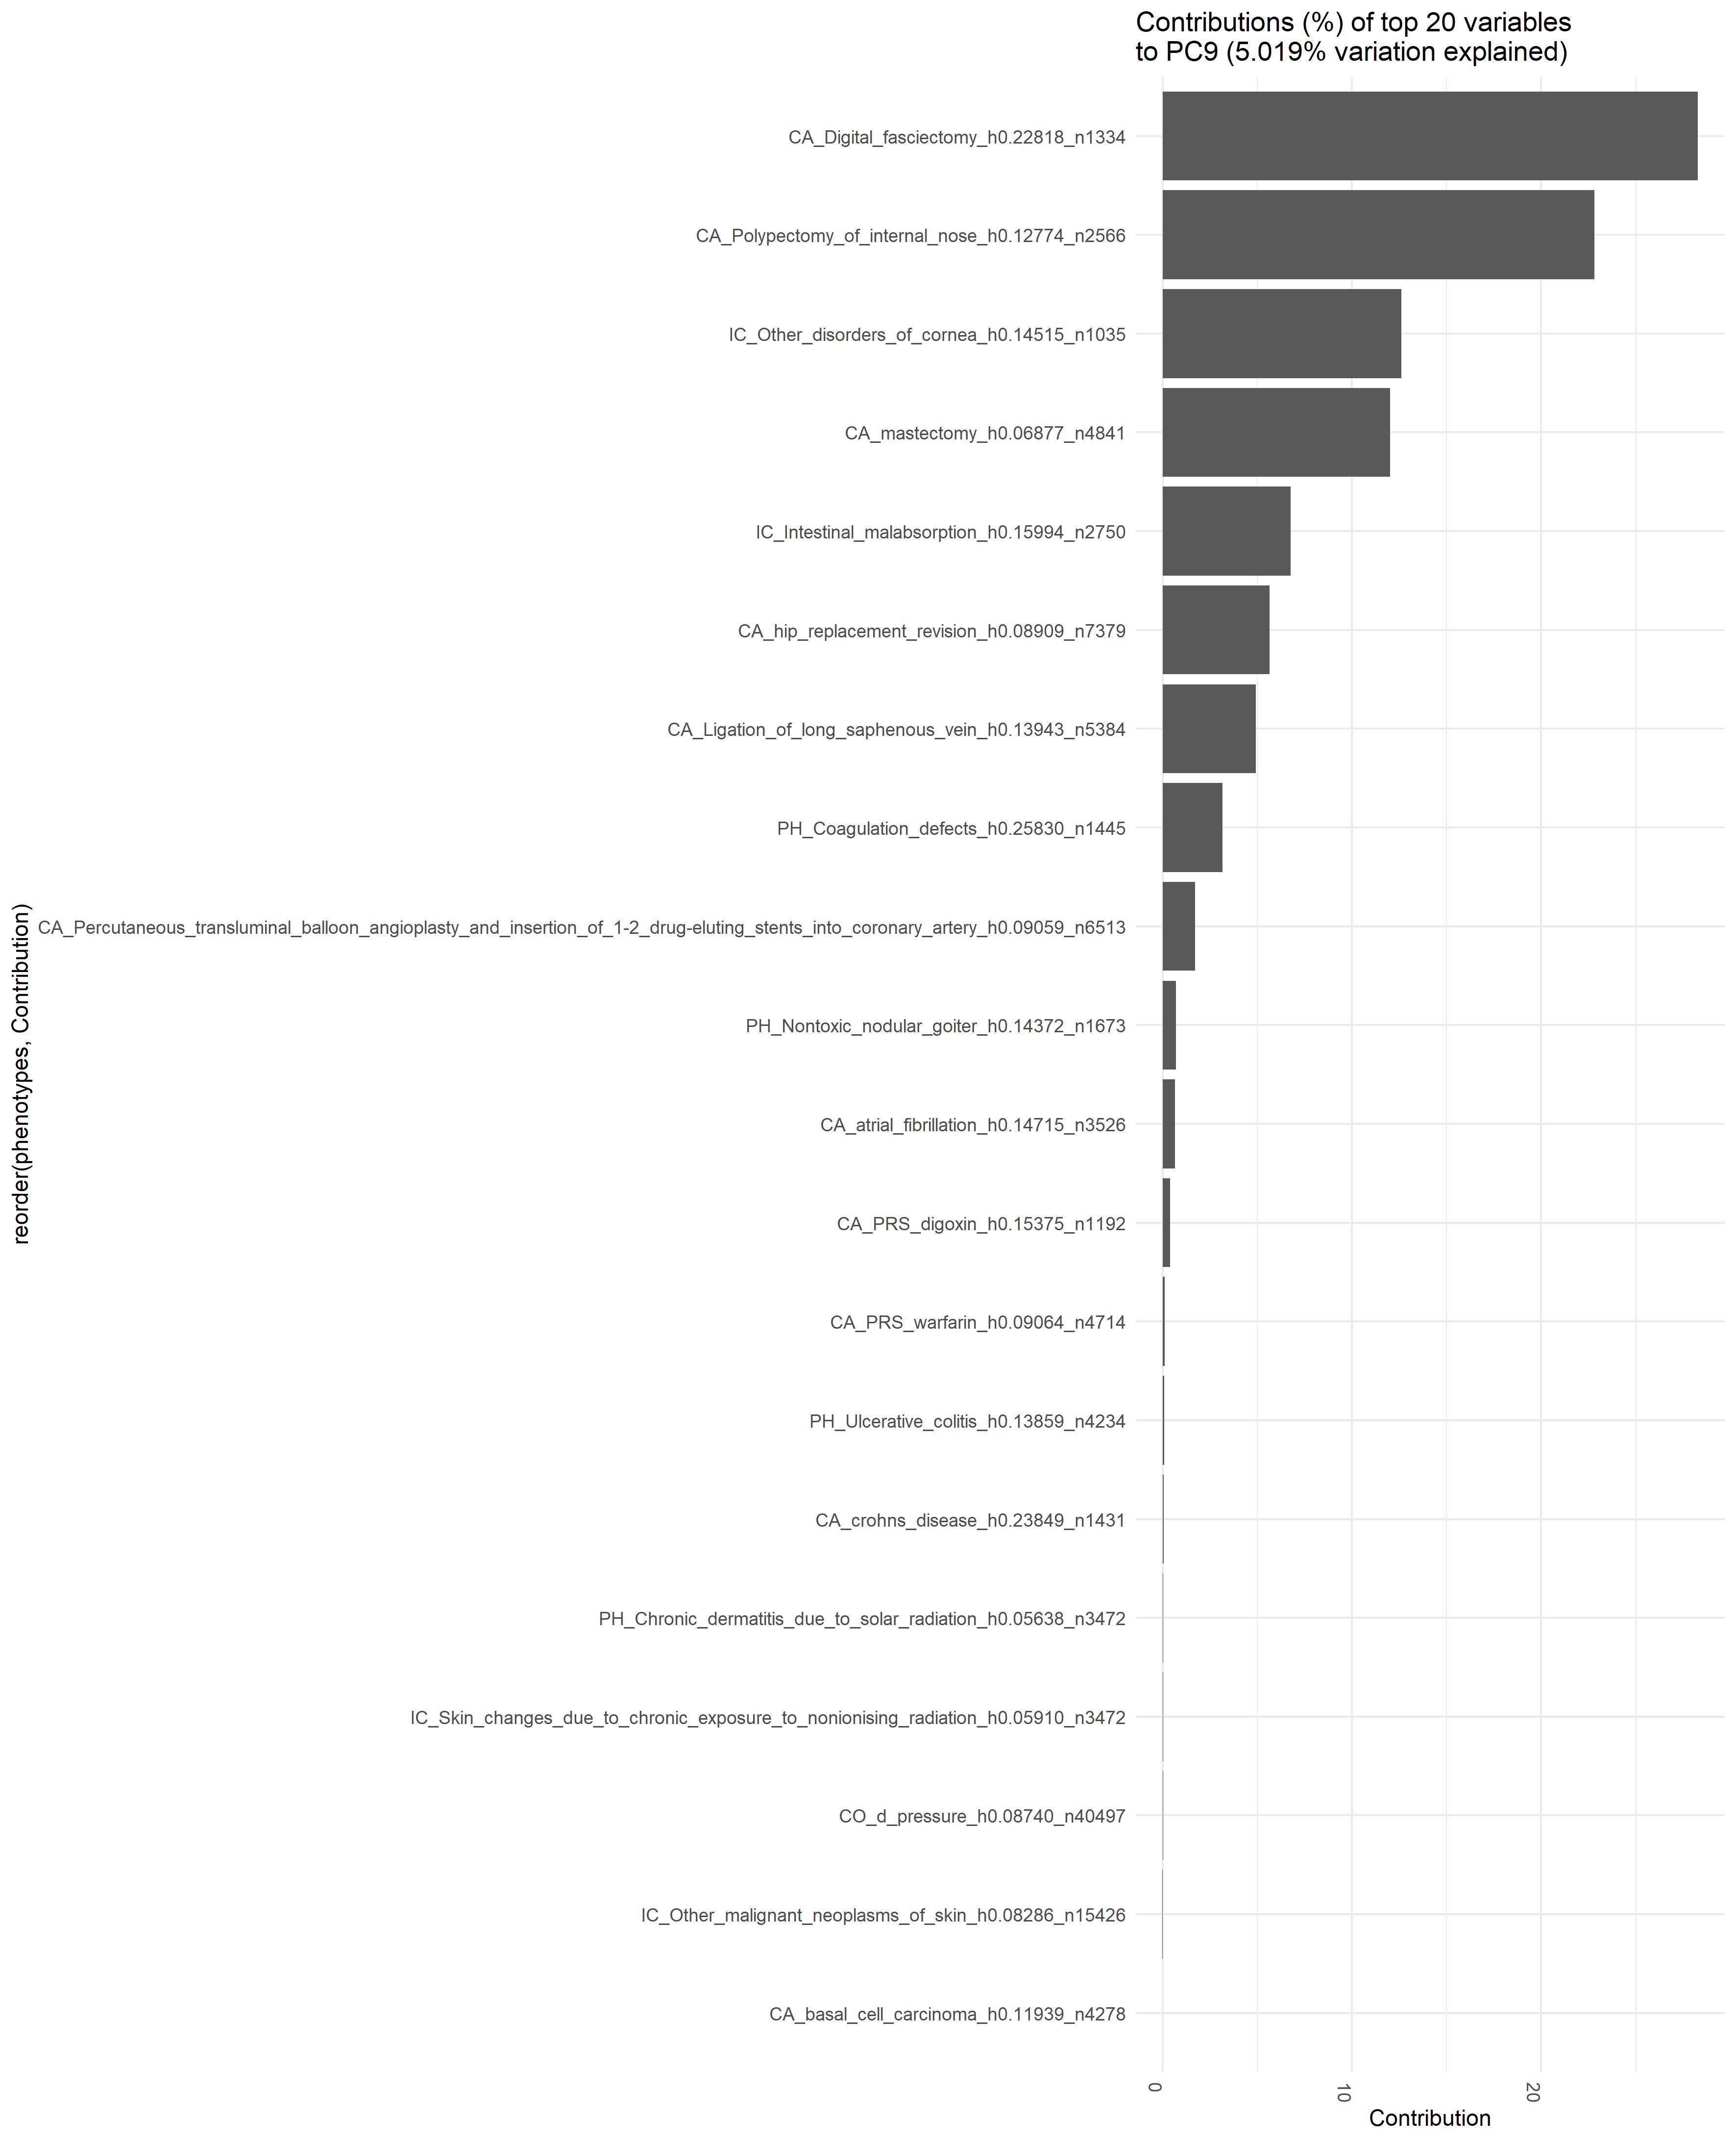 Contributions (%) of top 20 variables
to PC9 (5.019% variation explained)
CA_Digital_fasciectomy_h0.22818_n1334
CA_Polypectomy_of_internal_nose_h0.12774_n2566
IC_Other_disorders_of_cornea_h0.14515_n1035
CA_mastectomy_h0.06877_n4841
IC_Intestinal_malabsorption_h0.15994_n2750
CA_hip_replacement_revision_h0.08909_n7379
CA_Ligation_of_long_saphenous_vein_h0.13943_n5384
PH_Coagulation_defects_h0.25830_n1445
CA_Percutaneous_transluminal_balloon_angioplasty_and_insertion_of_1-2_drug-eluting_stents_into_coronary_artery_h0.09059_n6513
PH_Nontoxic_nodular_goiter_h0.14372_n1673
CA_atrial_fibrillation_h0.14715_n3526
CA_PRS_digoxin_h0.15375_n1192
CA_PRS_warfarin_h0.09064_n4714
PH_Ulcerative_colitis_h0.13859_n4234
CA_crohns_disease_h0.23849_n1431
PH_Chronic_dermatitis_due_to_solar_radiation_h0.05638_n3472
IC_Skin_changes_due_to_chronic_exposure_to_nonionising_radiation_h0.05910_n3472
CO_d_pressure_h0.08740_n40497
IC_Other_malignant_neoplasms_of_skin_h0.08286_n15426
CA_basal_cell_carcinoma_h0.11939_n4278
reorder(phenotypes, Contribution)
0
10
20
Contribution